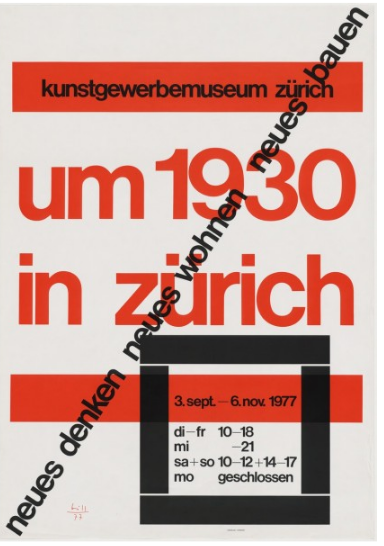 kunstgewerbemuseum zürich
um 1930
in zürich
neues denken neues wohnen neues bauen
3. sept. – 6. nov. 1977
di–fr 10–18
mi –21
sa+so 10–12+14–17
mo geschlossen
77